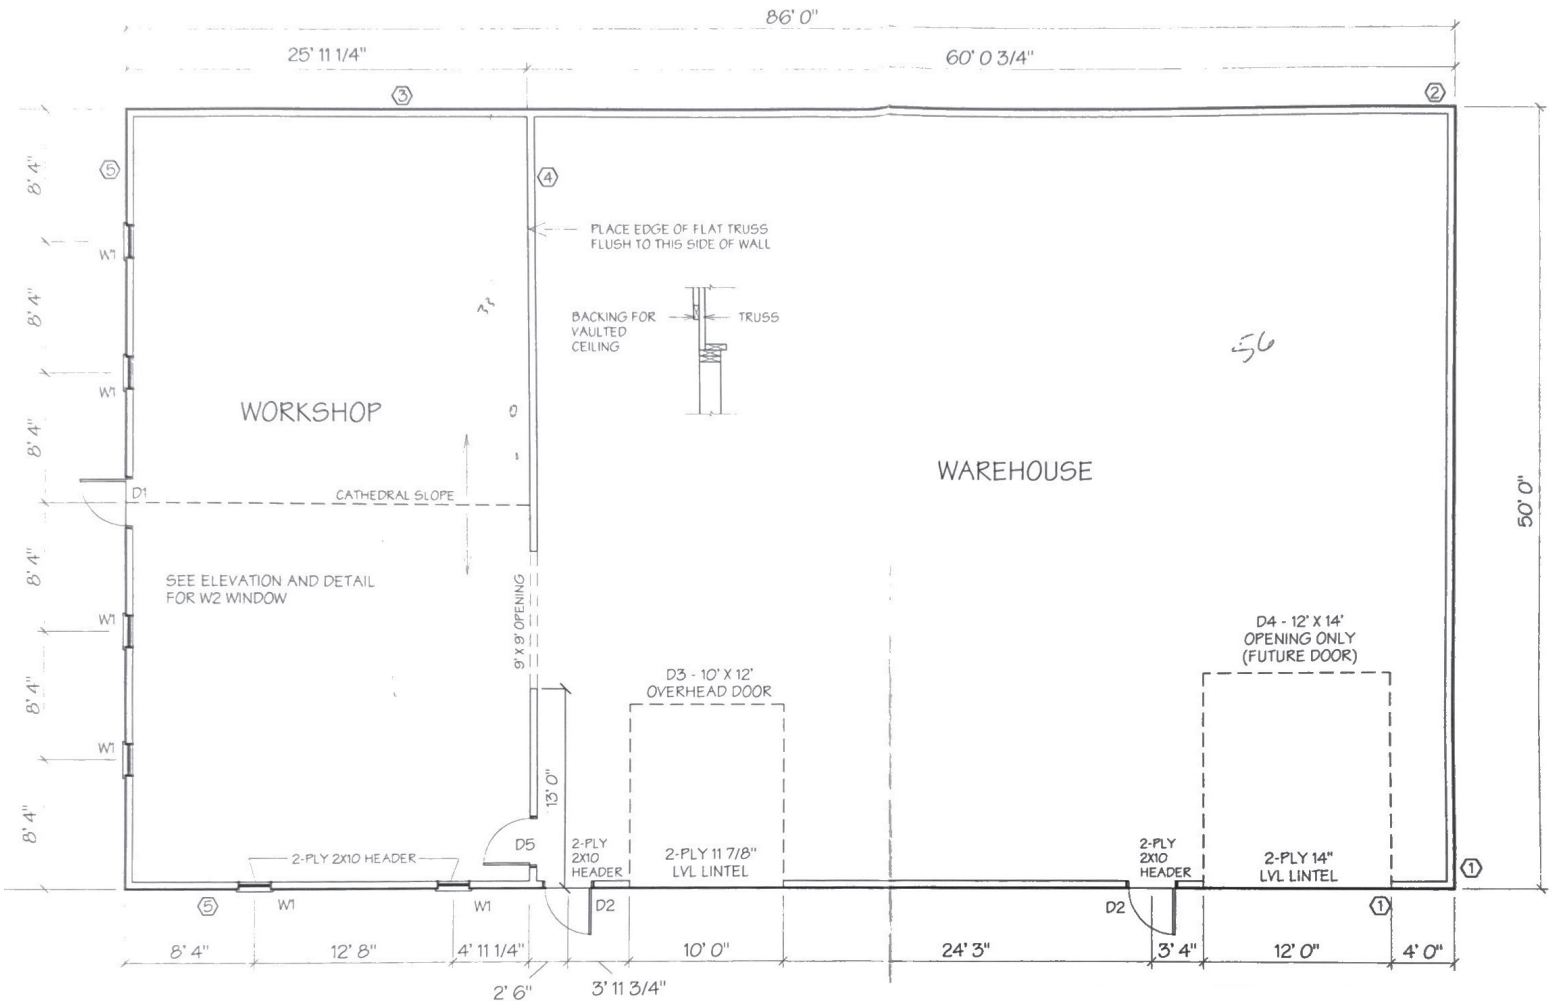 86' 0"
25' 11 1/4"
60' 0 3/4"
3
2
8' 4"
5
4
PLACE EDGE OF FLAT TRUSS
FLUSH TO THIS SIDE OF WALL
W1
8' 4"
33
BACKING FOR
VAULTED
CEILING
TRUSS
56
W1
WORKSHOP
8' 4"
WAREHOUSE
D1
CATHEDRAL SLOPE
50' 0"
8' 4"
SEE ELEVATION AND DETAIL
FOR W2 WINDOW
9' X 9' OPENING
W1
D4 - 12' X 14'
OPENING ONLY
(FUTURE DOOR)
D3 - 10' X 12'
OVERHEAD DOOR
8' 4"
W1
13' 0"
8' 4"
2-PLY 2X10 HEADER
D5
2-PLY
2X10
HEADER
2-PLY 11 7/8"
LVL LINTEL
2-PLY
2X10
HEADER
2-PLY 14"
LVL LINTEL
1
5
W1
W1
D2
D2
1
8' 4"
12' 8"
4' 11 1/4"
10' 0"
24' 3"
3' 4"
12' 0"
4' 0"
2' 6"
3' 11 3/4"